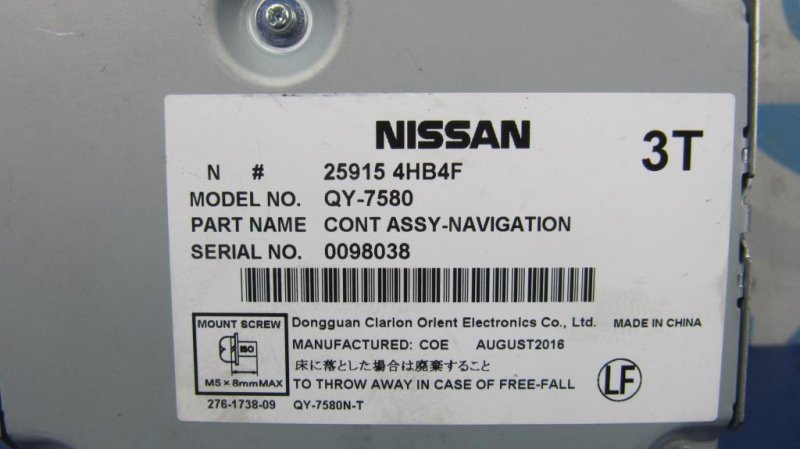 NISSAN
3T
N # 25915 4HB4F
MODEL NO. QY-7580
PART NAME CONT ASSY-NAVIGATION
SERIAL NO. 0098038
MOUNT SCREW
ISO
M5×8mmMAX
Dongguan Clarion Orient Electronics Co., Ltd. MADE IN CHINA
MANUFACTURED: COE AUGUST2016
床に落とした場合は廃棄すること
TO THROW AWAY IN CASE OF FREE-FALL
LF
276-1738-09 QY-7580N-T